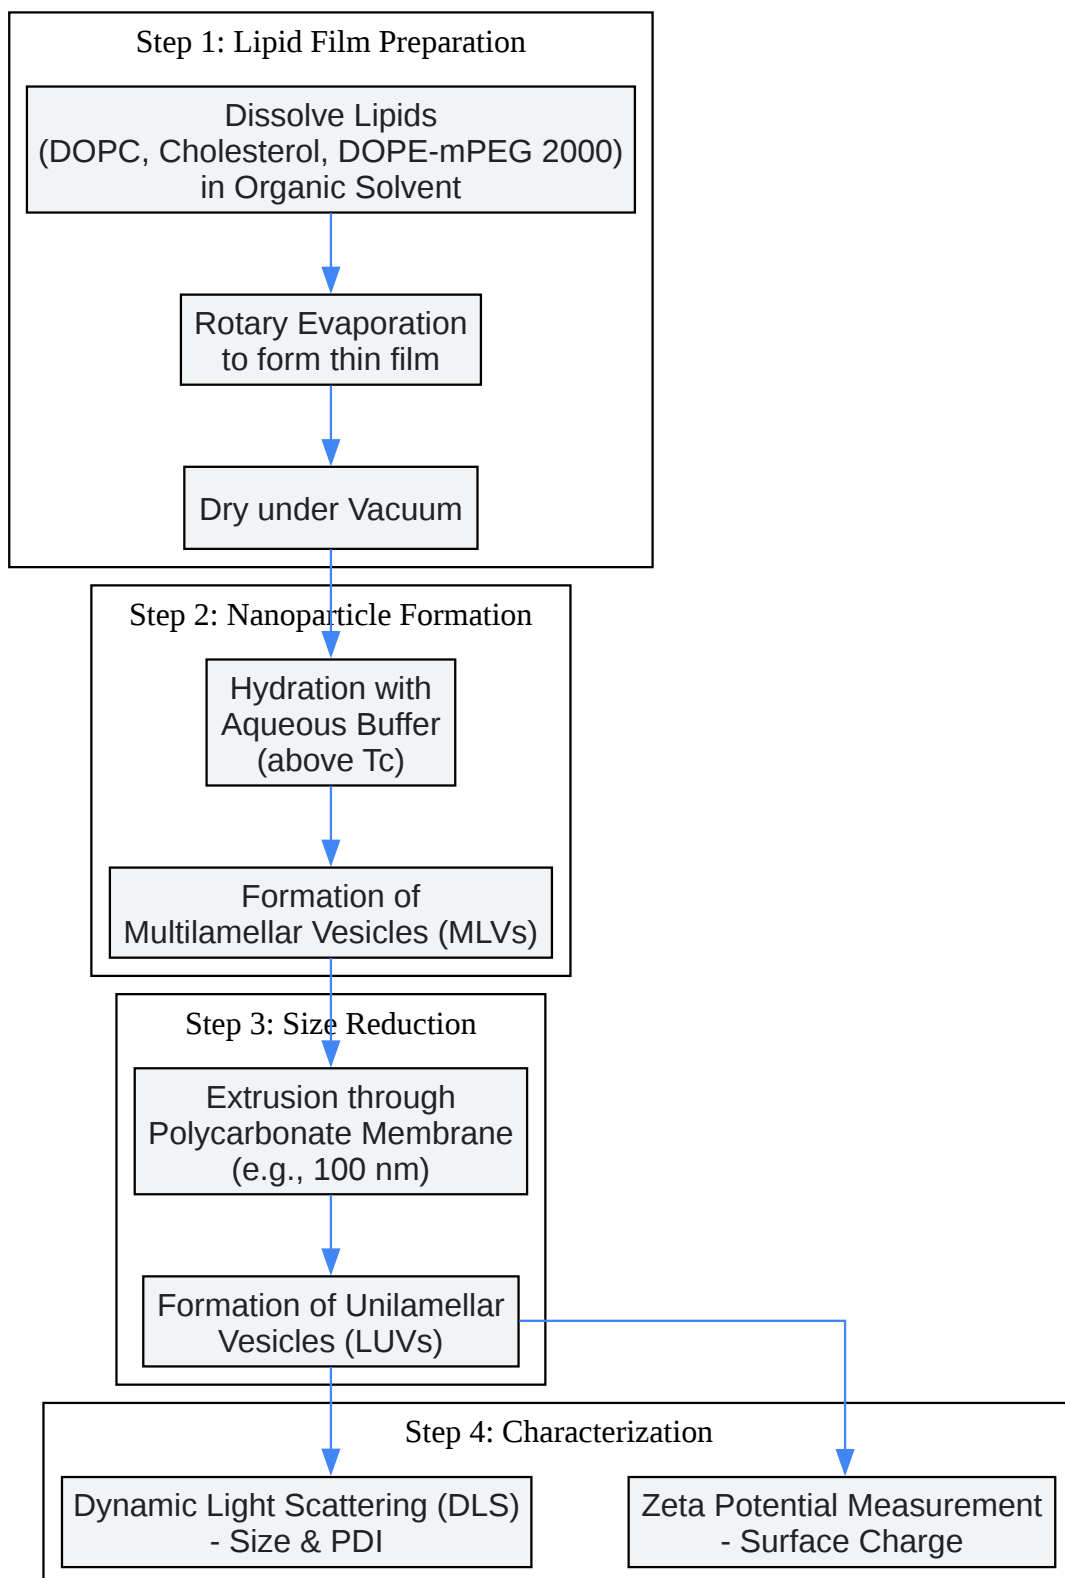 Step 1: Lipid Film Preparation
Dissolve Lipids
(DOPC, Cholesterol, DOPE-mPEG 2000)
in Organic Solvent
Rotary Evaporation
to form thin film
Dry under Vacuum
Step 2: Nanoparticle Formation
Hydration with
Aqueous Buffer
(above Tc)
Formation of
Multilamellar Vesicles (MLVs)
Step 3: Size Reduction
Extrusion through
Polycarbonate Membrane
(e.g., 100 nm)
Formation of Unilamellar
Vesicles (LUVs)
Step 4: Characterization
Dynamic Light Scattering (DLS)
- Size & PDI
Zeta Potential Measurement
- Surface Charge